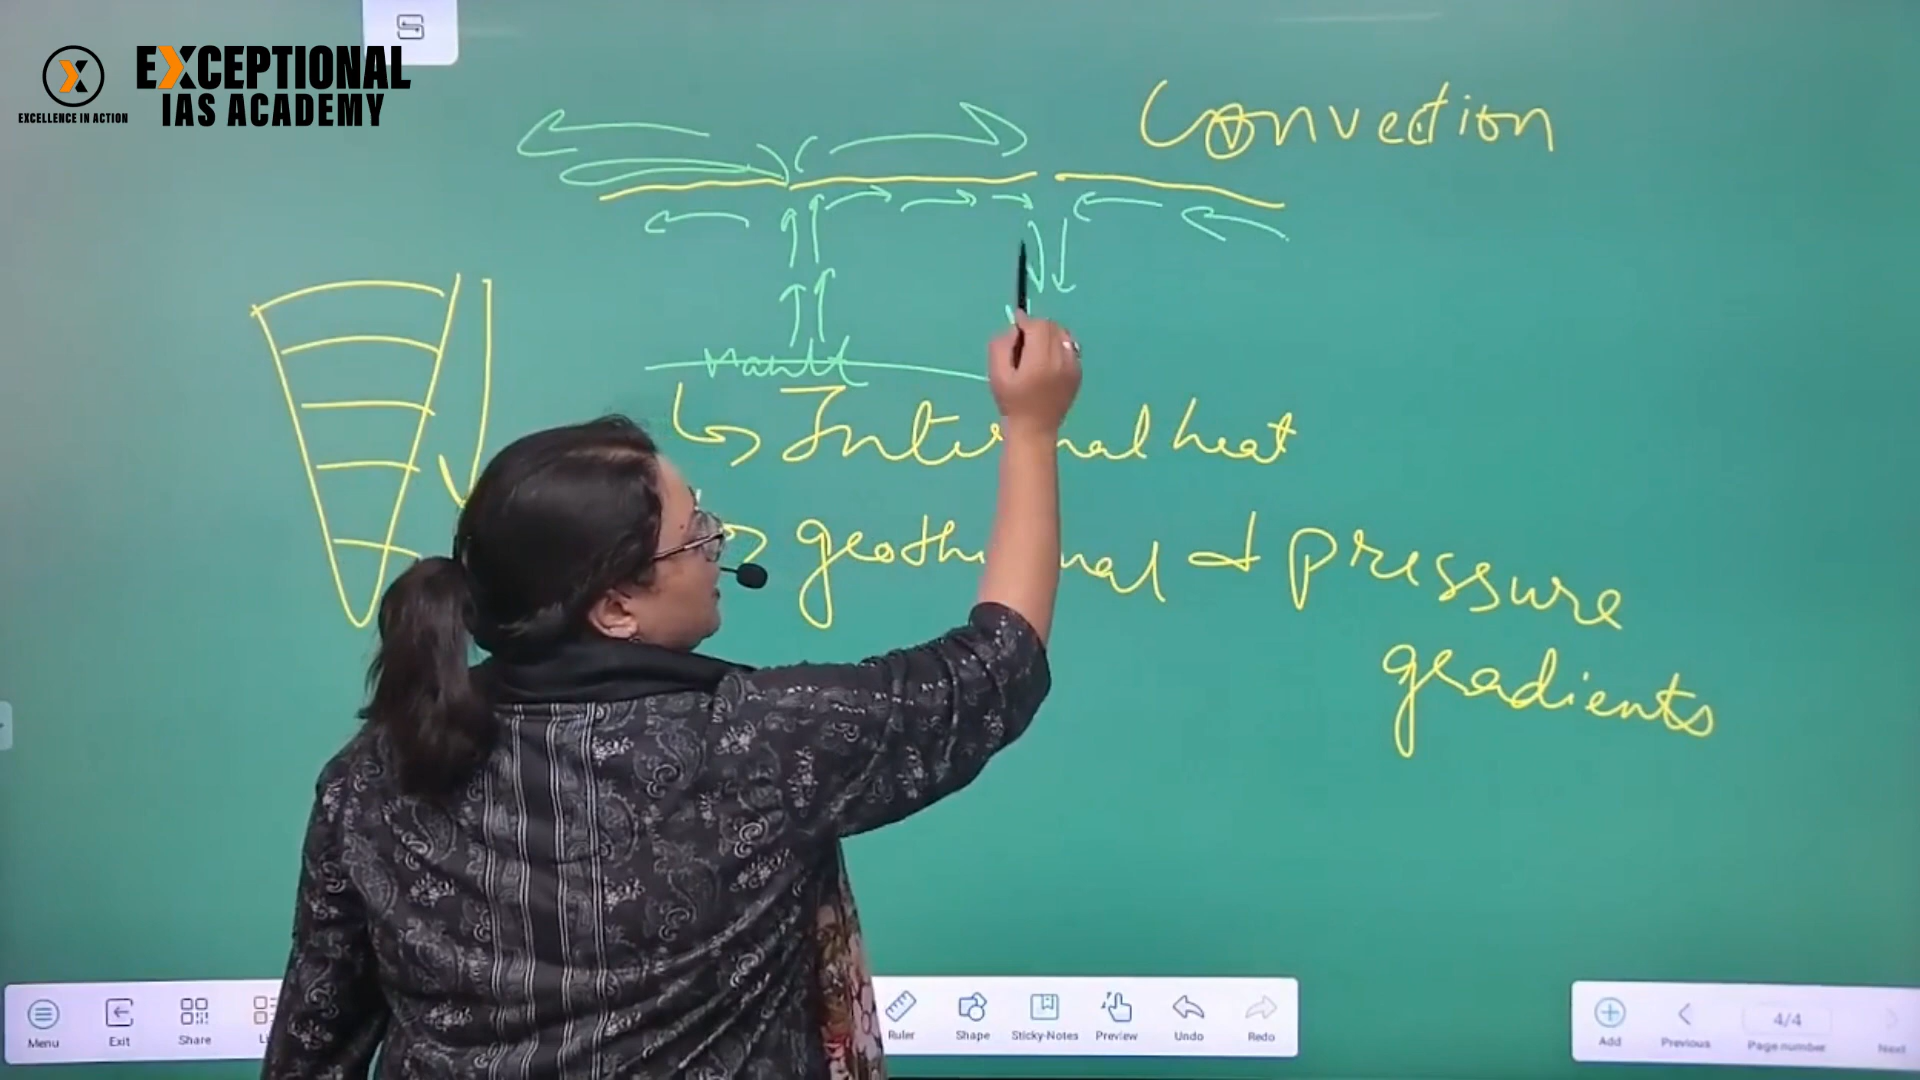 EXCEPTIONAL
IAS ACADEMY
EXCELLENCE IN ACTION
Convection
Internal heat
geothermal & pressure
gradients
Menu
Exit
Share
Ruler
Shape
Sticky-Notes
Preview
Undo
Redo
Add
Previous
4/4
Page number
Next